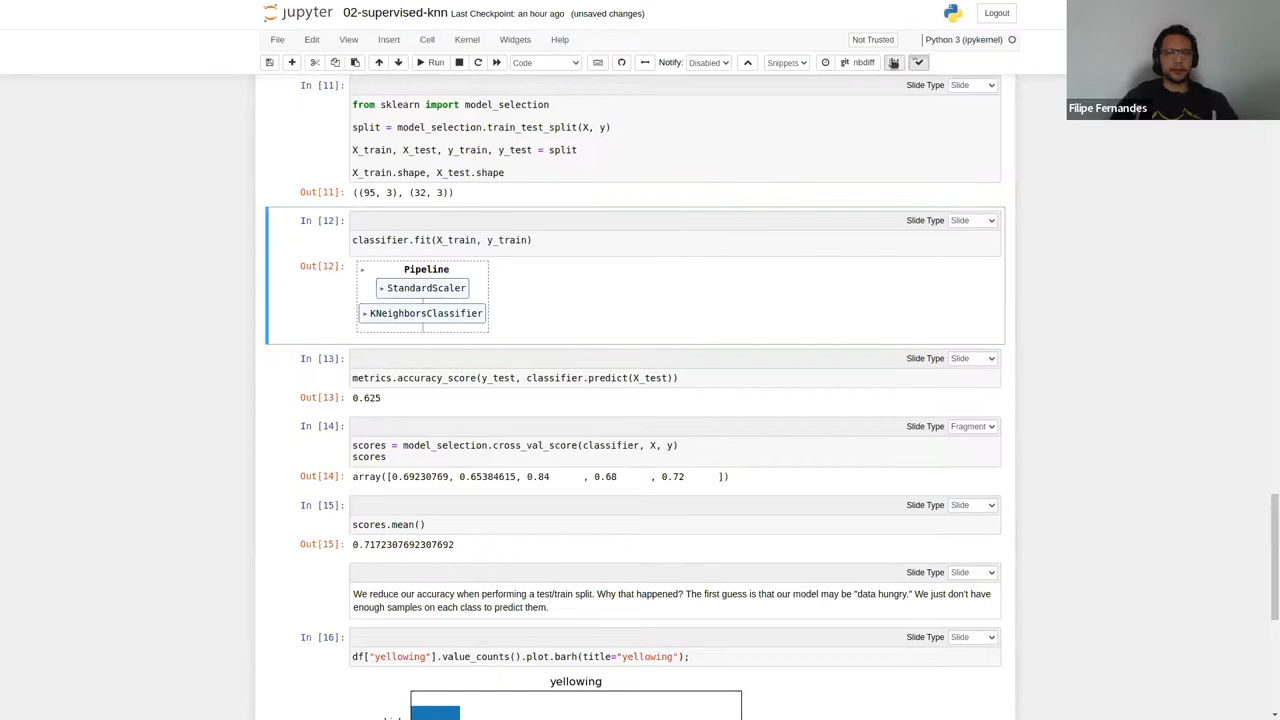 jupyter 02-supervised-knn Last Checkpoint: an hour ago (unsaved changes)
Logout
File Edit View Insert Cell Kernel Widgets Help
Not Trusted
Python 3 (ipykernel)
Run
Code
Notify: Disabled
Snippets
nbdiff
Filipe Fernandes
In [11]:
Slide Type Slide
from sklearn import model_selection
split = model_selection.train_test_split(X, y)
X_train, X_test, y_train, y_test = split
X_train.shape, X_test.shape
Out[11]: ((95, 3), (32, 3))
In [12]:
Slide Type Slide
classifier.fit(X_train, y_train)
Out[12]:
Pipeline
StandardScaler
KNeighborsClassifier
In [13]:
Slide Type Slide
metrics.accuracy_score(y_test, classifier.predict(X_test))
Out[13]: 0.625
In [14]:
Slide Type Fragment
scores = model_selection.cross_val_score(classifier, X, y)
scores
Out[14]: array([0.69230769, 0.65384615, 0.84      , 0.68      , 0.72      ])
In [15]:
Slide Type Slide
scores.mean()
Out[15]: 0.7172307692307692
Slide Type Slide
We reduce our accuracy when performing a test/train split. Why that happened? The first guess is that our model may be "data hungry." We just don't have
enough samples on each class to predict them.
In [16]:
Slide Type Slide
df["yellowing"].value_counts().plot.barh(title="yellowing");
yellowing